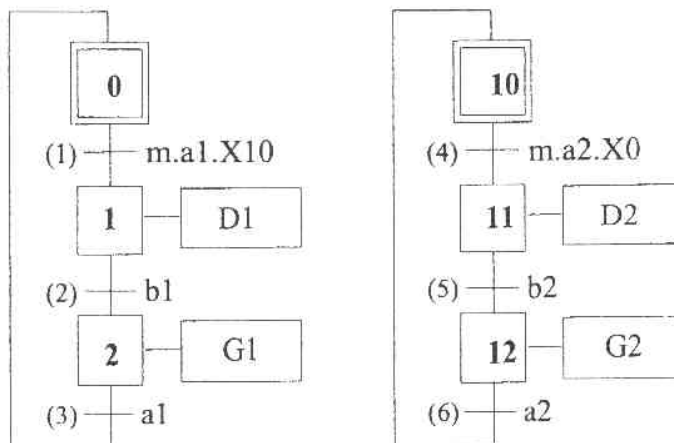 0
10
(1) m.a1.X10
(4) m.a2.X0
1 D1
11 D2
(2) b1
(5) b2
2 G1
12 G2
(3) a1
(6) a2